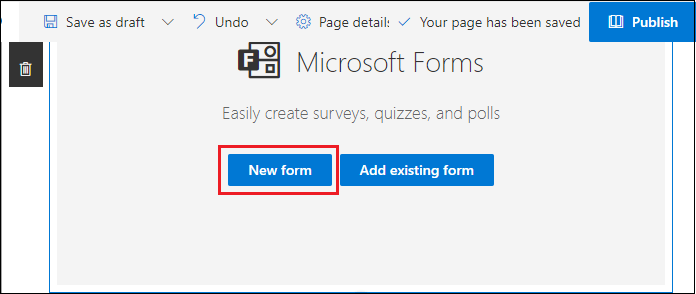 Save as draft Undo Page details Your page has been saved Publish
Microsoft Forms
Easily create surveys, quizzes, and polls
New form Add existing form